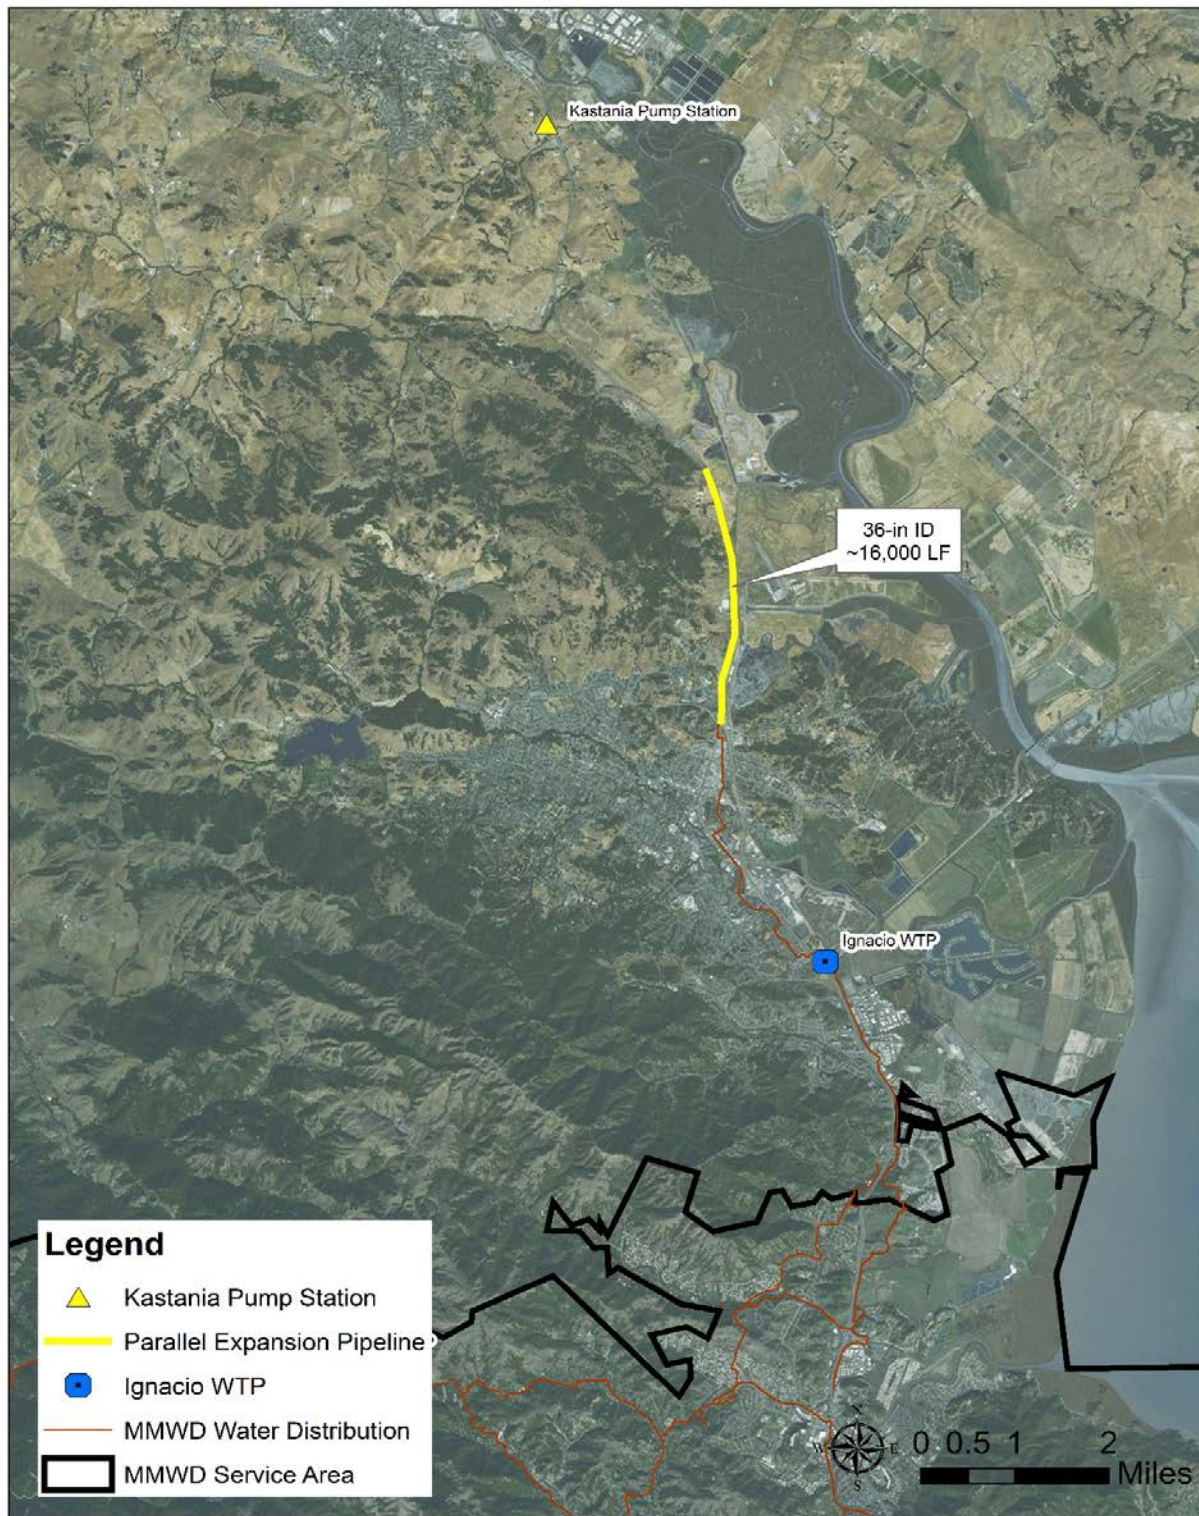 Kastania Pump Station
36-in ID
~16,000 LF
Ignacio WTP
Legend
Kastania Pump Station
Parallel Expansion Pipeline
Ignacio WTP
MMWD Water Distribution
MMWD Service Area
N
W E
S
0 0.5 1 2
Miles